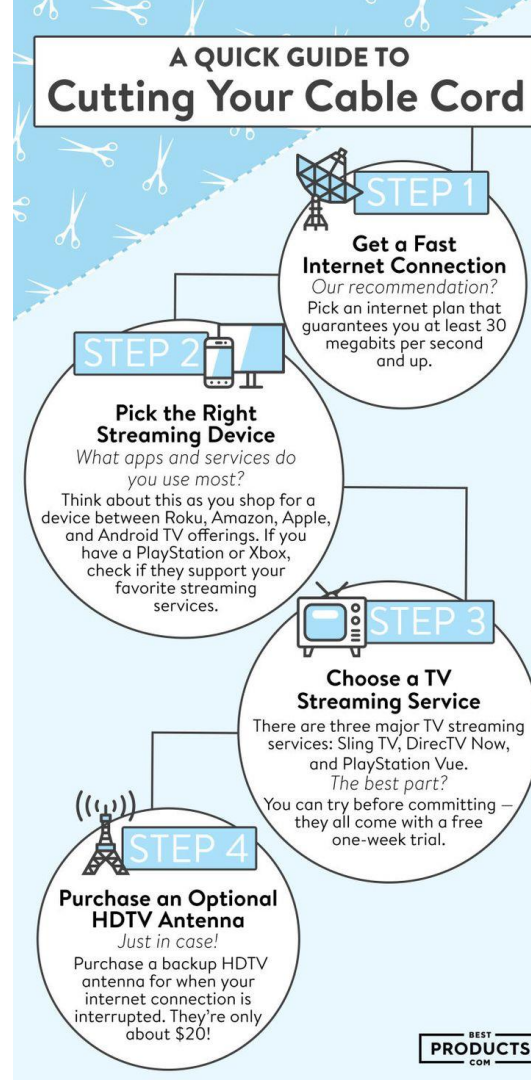 A QUICK GUIDE TO
Cutting Your Cable Cord
STEP 1
Get a Fast
Internet Connection
Our recommendation?
Pick an internet plan that
guarantees you at least 30
megabits per second
and up.
STEP 2
Pick the Right
Streaming Device
What apps and services do
you use most?
Think about this as you shop for a
device between Roku, Amazon, Apple,
and Android TV offerings. If you
have a PlayStation or Xbox,
check if they support your
favorite streaming
services.
STEP 3
Choose a TV
Streaming Service
There are three major TV streaming
services: Sling TV, DirecTV Now,
and PlayStation Vue.
The best part?
You can try before committing —
they all come with a free
one-week trial.
STEP 4
Purchase an Optional
HDTV Antenna
Just in case!
Purchase a backup HDTV
antenna for when your
internet connection is
interrupted. They're only
about $20!
BEST
PRODUCTS
COM